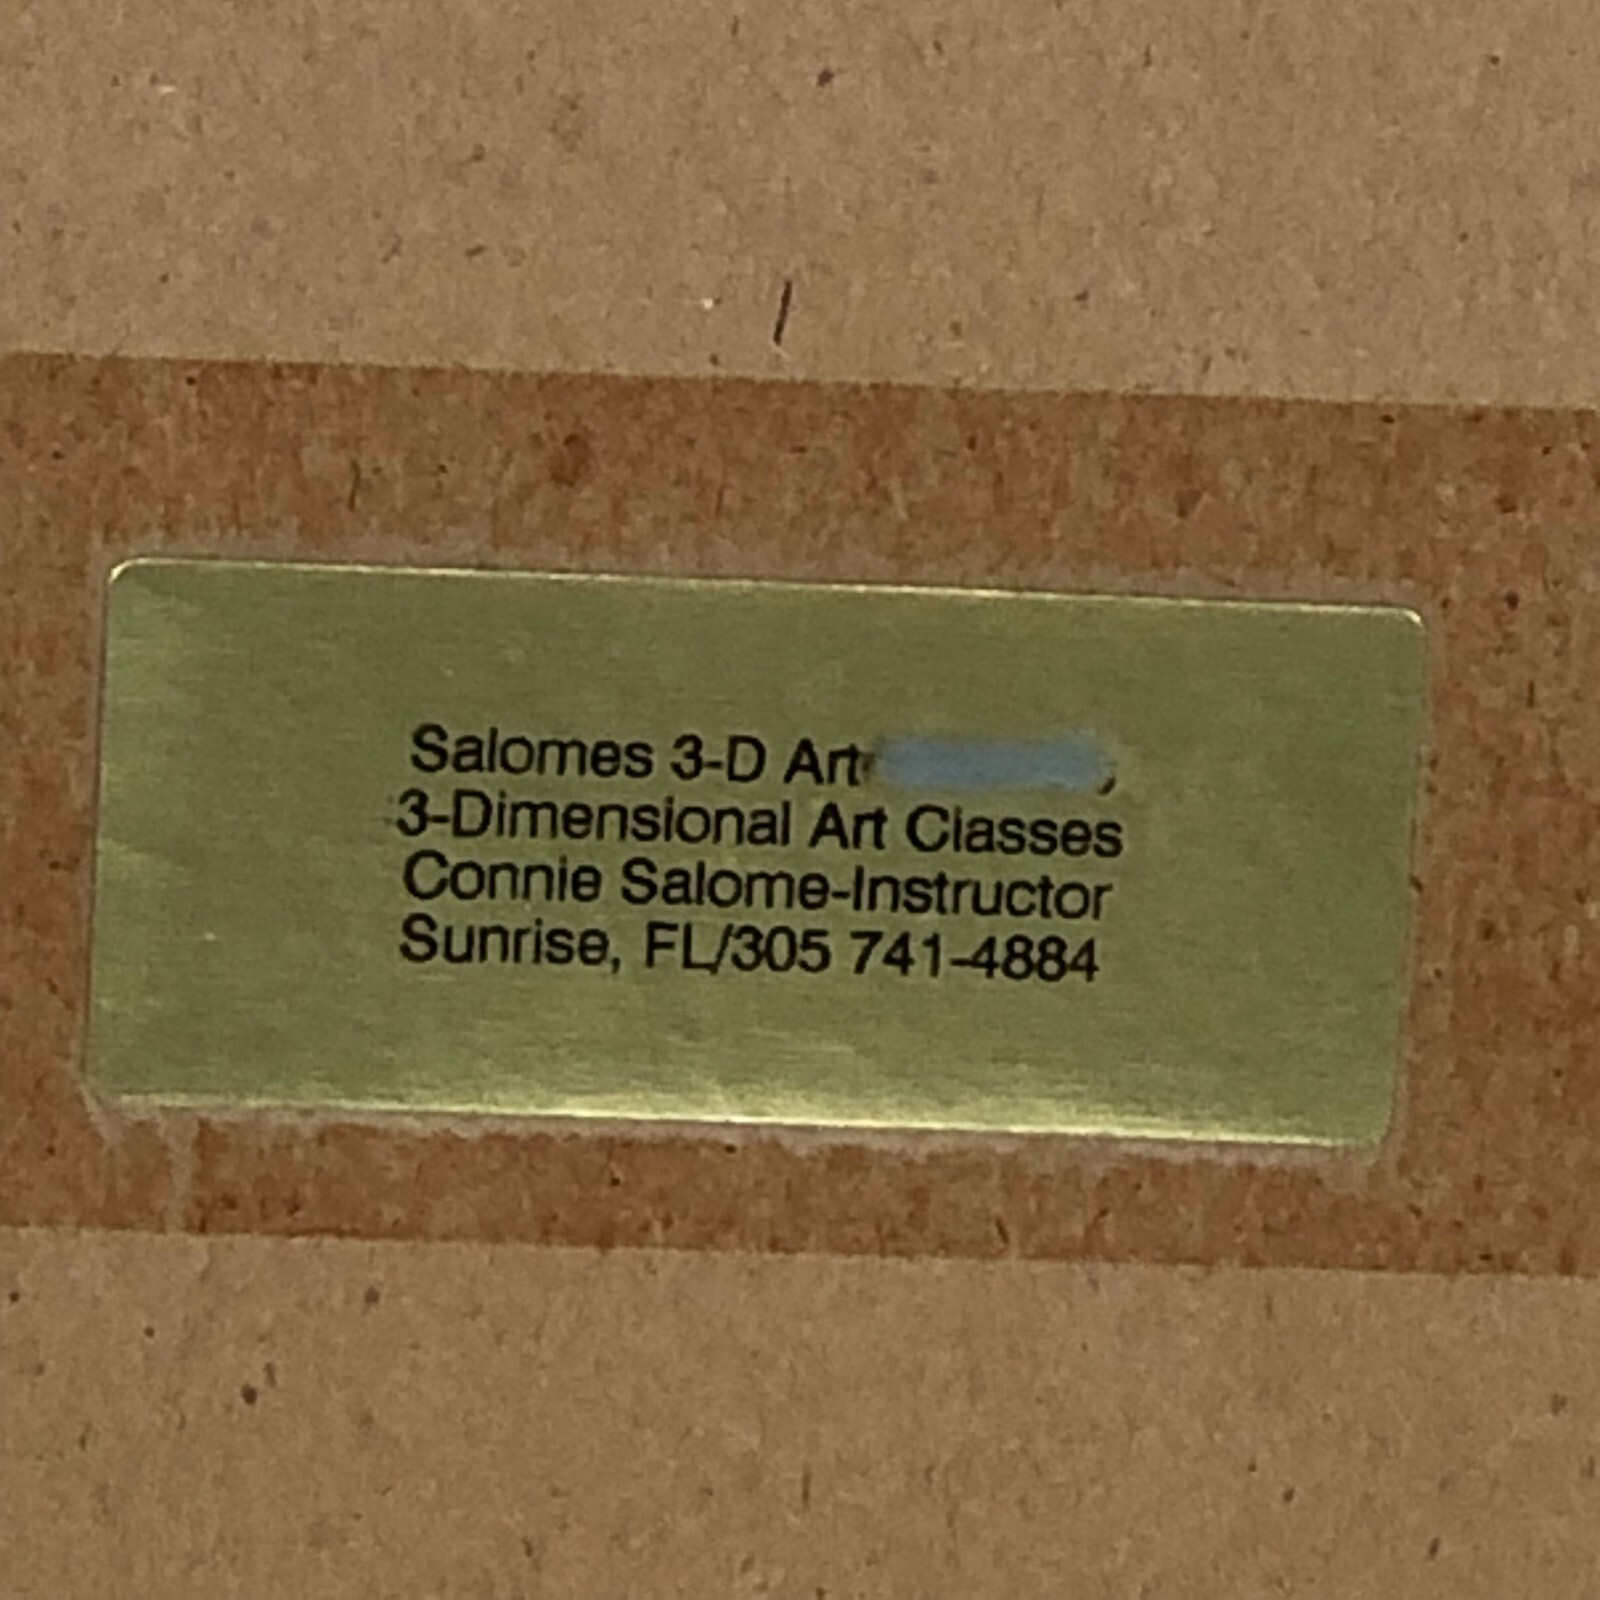 Salomes 3-D Art
3-Dimensional Art Classes
Connie Salome-Instructor
Sunrise, FL/305 741-4884